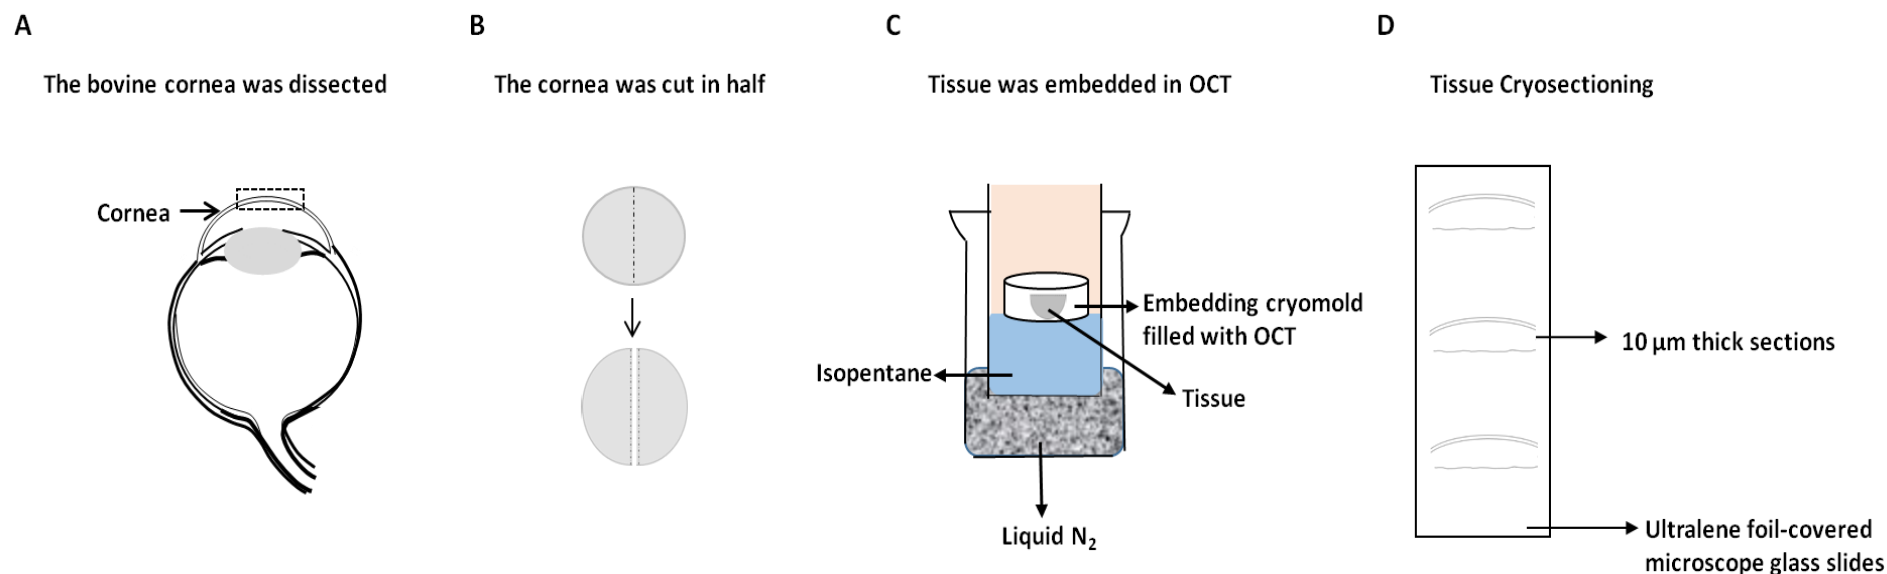 A
The bovine cornea was dissected
Cornea
B
The cornea was cut in half
C
Tissue was embedded in OCT
Embedding cryomold
filled with OCT
Isopentane
Tissue
Liquid N₂
D
Tissue Cryosectioning
10 µm thick sections
Ultralene foil-covered
microscope glass slides